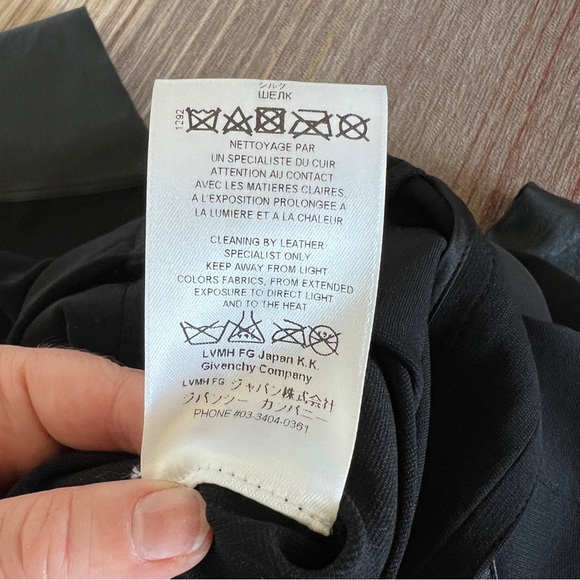 シルク
ШЕЛК
1292
NETTOYAGE PAR
UN SPECIALISTE DU CUIR
ATTENTION AU CONTACT
AVEC LES MATIERES CLAIRES,
A L'EXPOSITION PROLONGEE A
LA LUMIERE ET A LA CHALEUR
CLEANING BY LEATHER
SPECIALIST ONLY
KEEP AWAY FROM LIGHT
COLORS FABRICS, FROM EXTENDED
EXPOSURE TO DIRECT LIGHT
AND TO THE HEAT
LVMH FG Japan K.K.
Givenchy Company
LVMH FG ジャパン株式会社
ジバンシー カンパニー
PHONE #03-3404-0361